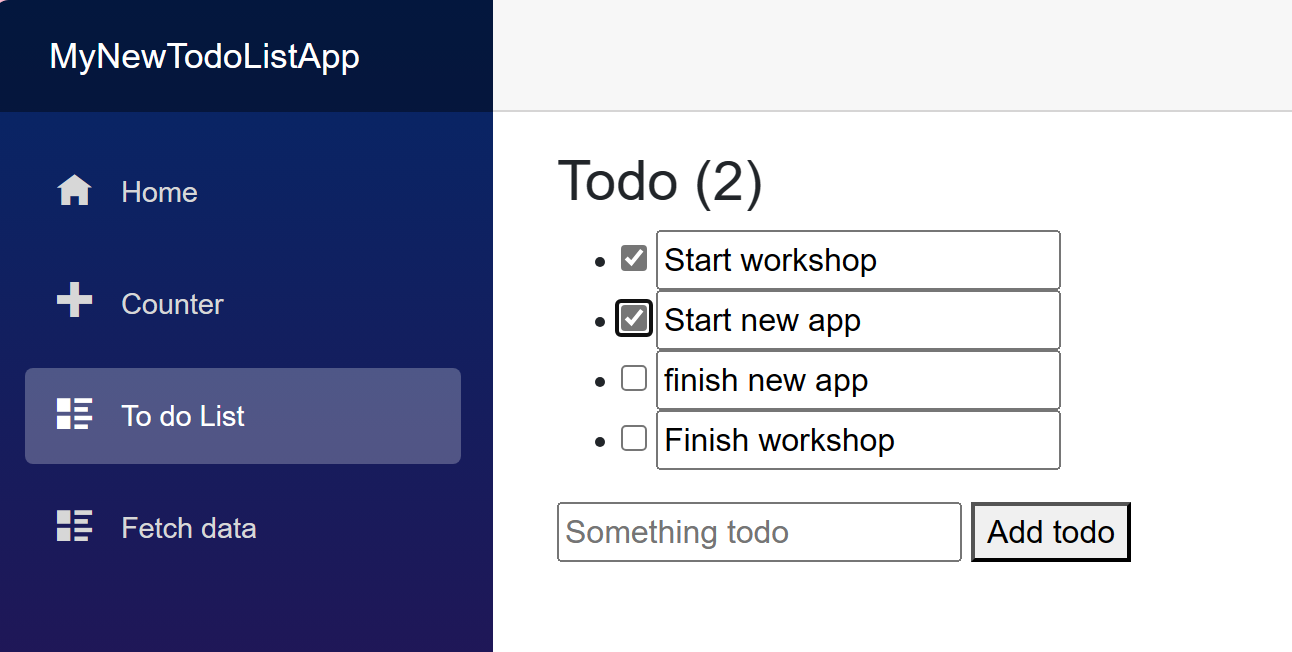 MyNewTodoListApp
Home
Counter
To do List
Fetch data
Todo (2)
Start workshop
Start new app
finish new app
Finish workshop
Something todo
Add todo